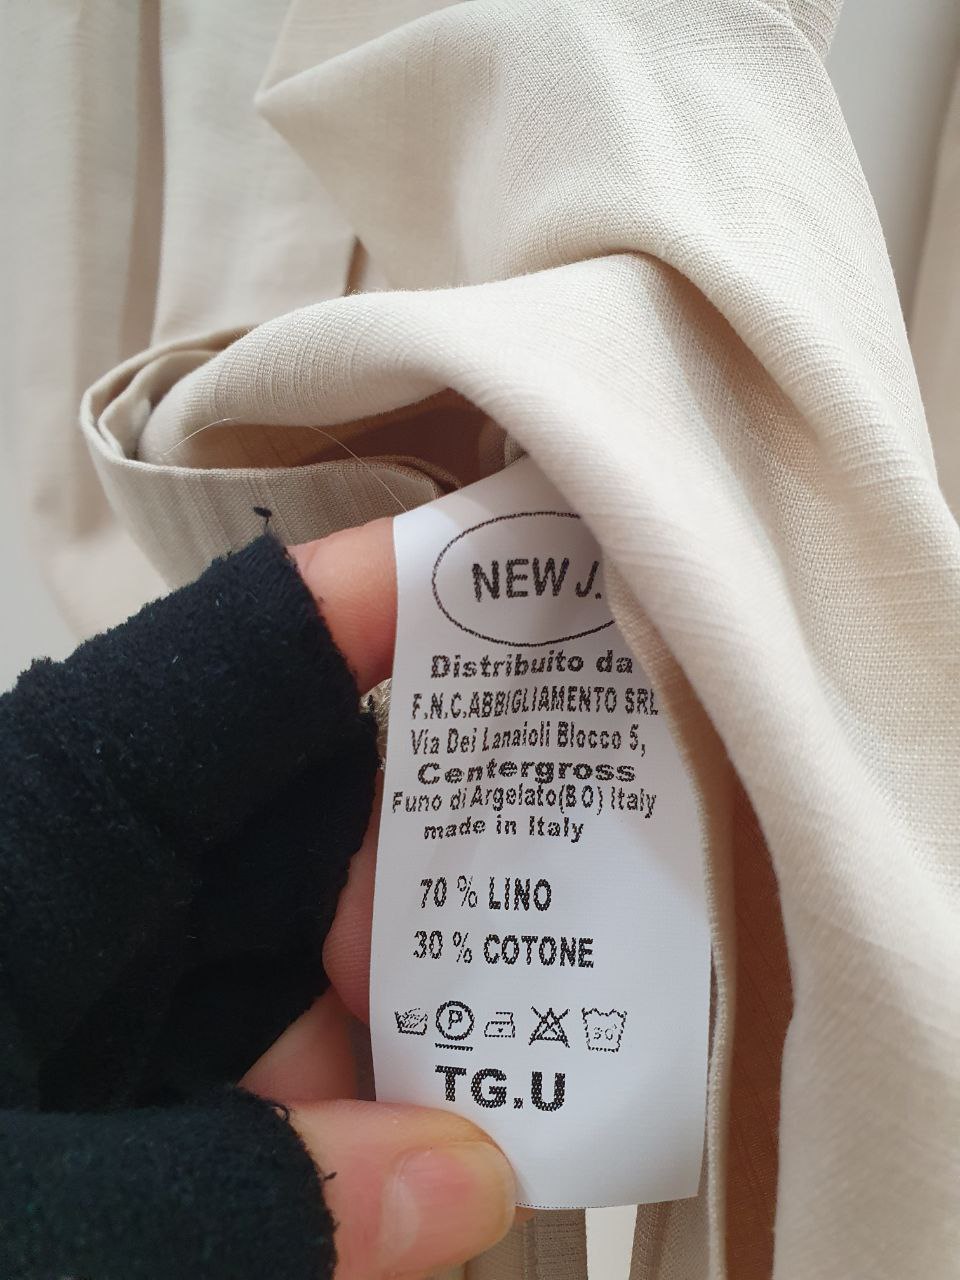 NEW J.
Distribuito da
F.N.C.ABBIGLIAMENTO SRL
Via Dei Lanaioli Blocco 5,
Centergross
Funo di Argelato(BO) Italy
made in Italy
70 % LINO
30 % COTONE
P
30
TG.U